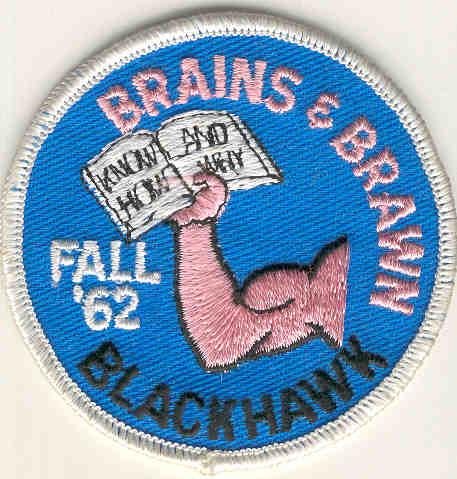 BRAINS & BRAWN
KNOW HOW
AND WHY
FALL
'62
BLACKHAWK